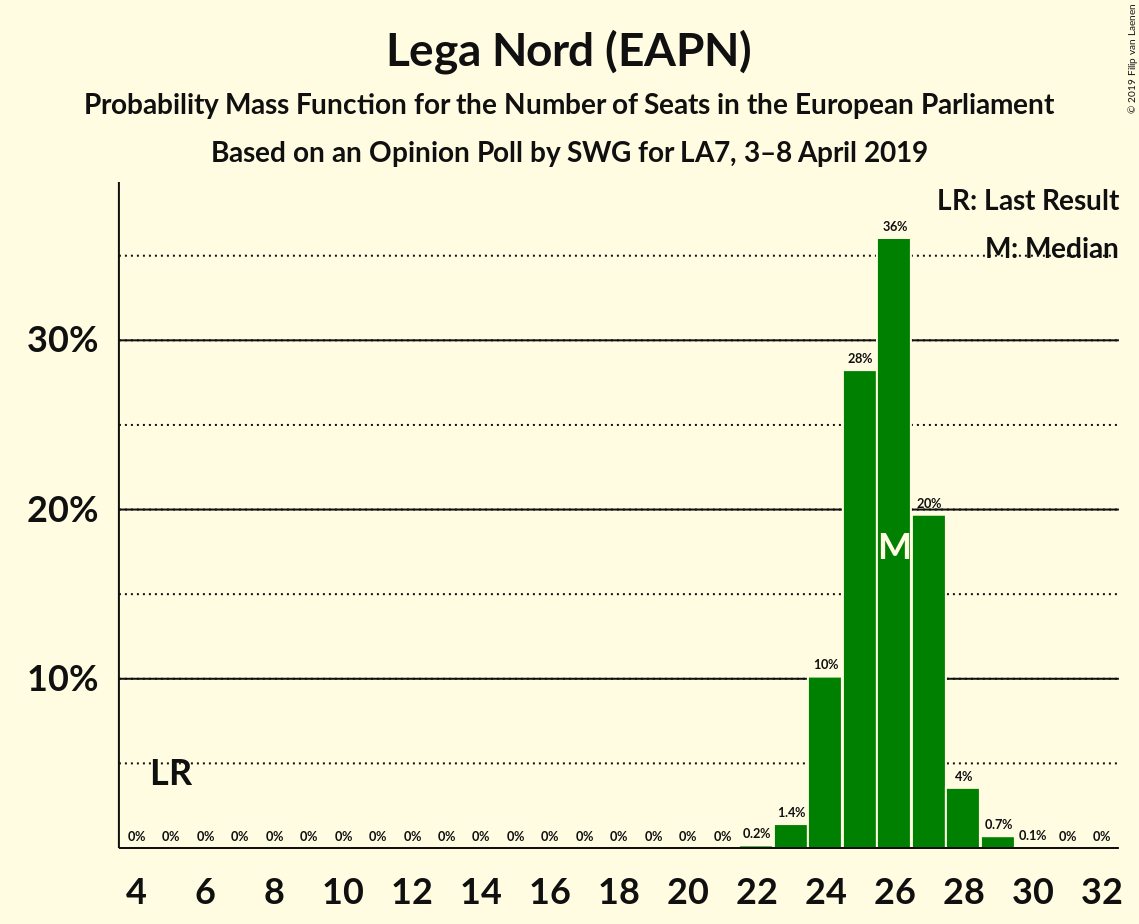 Lega Nord (EAPN)
Probability Mass Function for the Number of Seats in the European Parliament
Based on an Opinion Poll by SWG for LA7, 3–8 April 2019
© 2019 Filip van Laenen
LR: Last Result
M: Median
30%
20%
10%
0% 0% 0% 0% 0% 0% 0% 0% 0% 0% 0% 0% 0% 0% 0% 0% 0% 0% 0.2% 1.4% 10% 28% 36% 20% 4% 0.7% 0.1% 0% 0%
LR
M
4 6 8 10 12 14 16 18 20 22 24 26 28 30 32